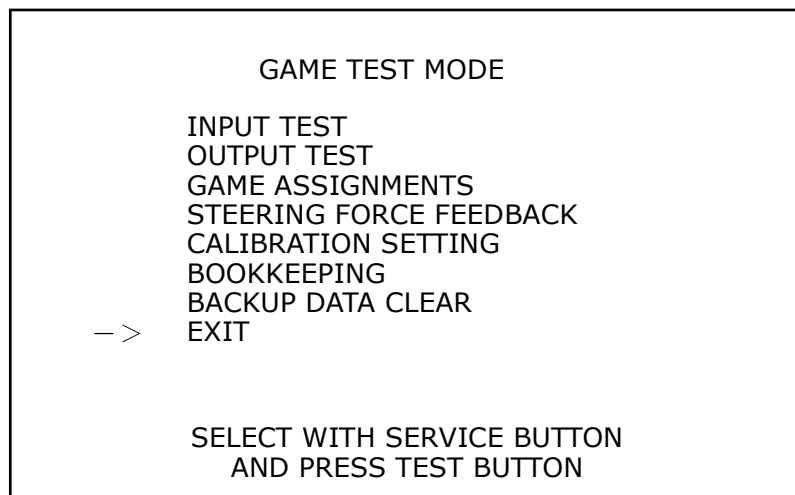 GAME TEST MODE
INPUT TEST
OUTPUT TEST
GAME ASSIGNMENTS
STEERING FORCE FEEDBACK
CALIBRATION SETTING
BOOKKEEPING
BACKUP DATA CLEAR
−> EXIT
SELECT WITH SERVICE BUTTON
AND PRESS TEST BUTTON